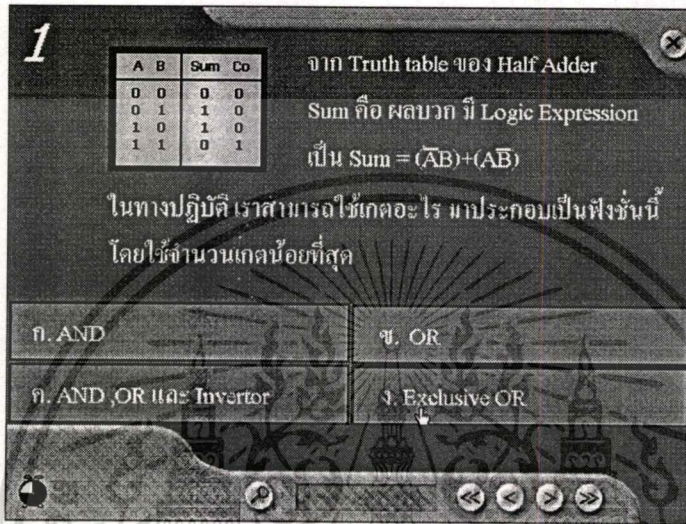 1
A B Sum Co
0 0 0 0
0 1 1 0
1 0 1 0
1 1 0 1
จาก Truth table ของ Half Adder
Sum คือ ผลบวก มี Logic Expression
เป็น Sum = (A̅B)+(AB̅)
ในทางปฏิบัติ เราสามารถใช้เกตอะไร มาประกอบเป็นฟังชั่นนี้
โดยใช้จำนวนเกตน้อยที่สุด
ก. AND
ข. OR
ค. AND ,OR และ Invertor
ง. Exclusive OR